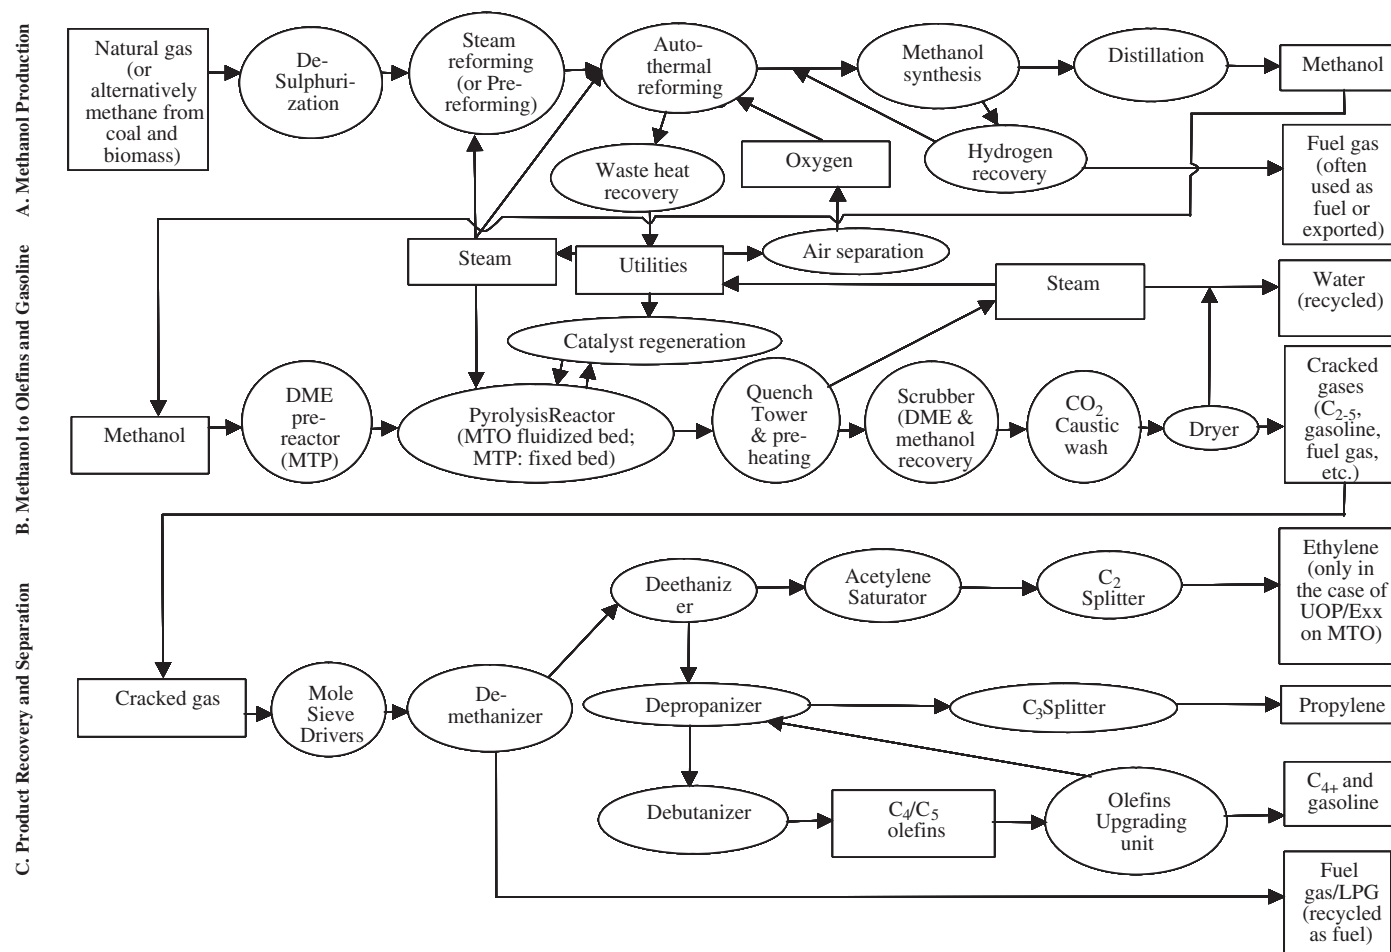 A. Methanol Production
Natural gas
(or
alternatively
methane from
coal and
biomass)
De-
Sulphuri-
zation
Steam
reforming
(or Pre-
reforming)
Auto-
thermal
reforming
Methanol
synthesis
Distillation
Methanol
Waste heat
recovery
Oxygen
Hydrogen
recovery
Fuel gas
(often
used as
fuel or
exported)
Steam
Utilities
Air separation
B. Methanol to Olefins and Gasoline
Steam
Water
(recycled)
Catalyst regeneration
Methanol
DME
pre-
reactor
(MTP)
PyrolysisReactor
(MTO fluidized bed;
MTP: fixed bed)
Quench
Tower
& pre-
heating
Scrubber
(DME &
methanol
recovery
CO2
Caustic
wash
Dryer
Cracked
gases
(C2-5,
gasoline,
fuel gas,
etc.)
C. Product Recovery and Separation
Cracked gas
Mole
Sieve
Drivers
De-
methanizer
Deethaniz
er
Acetylene
Saturator
C2
Splitter
Ethylene
(only in
the case of
UOP/Exx
on MTO)
Depropanizer
C3Splitter
Propylene
Debutanizer
C4/C5
olefins
Olefins
Upgrading
unit
C4+ and
gasoline
Fuel
gas/LPG
(recycled
as fuel)